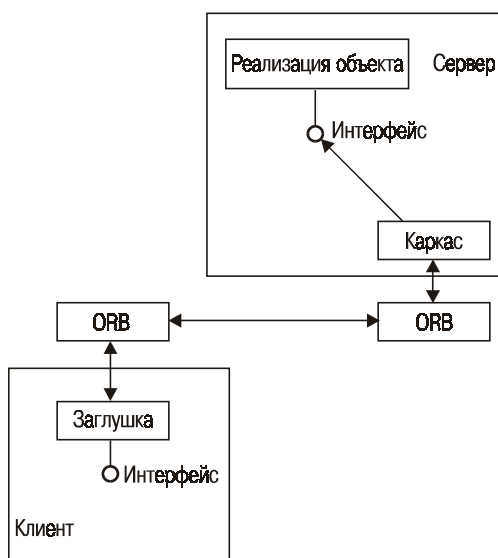 Реализация объекта
Сервер
Интерфейс
Каркас
ORB
ORB
Заглушка
Интерфейс
Клиент